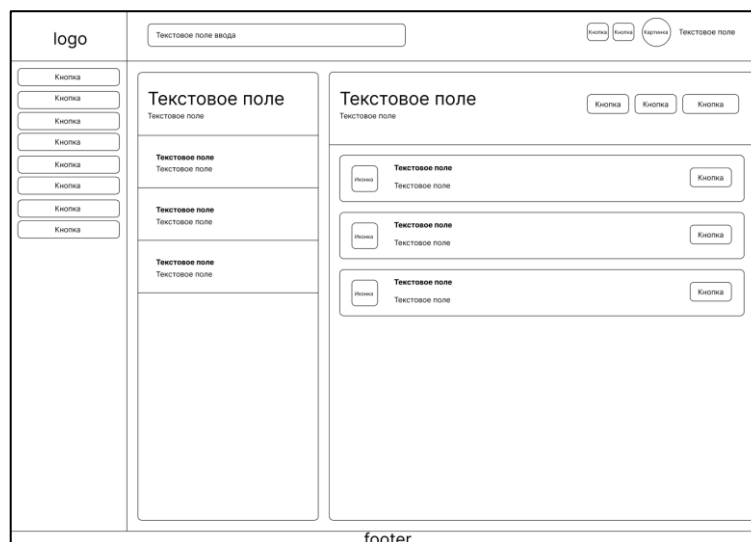 logo
Текстовое поле ввода
Кнопка
Кнопка
Картинка
Текстовое поле
Кнопка
Кнопка
Кнопка
Кнопка
Кнопка
Кнопка
Кнопка
Кнопка
Текстовое поле
Текстовое поле
Текстовое поле
Текстовое поле
Текстовое поле
Текстовое поле
Текстовое поле
Текстовое поле
Текстовое поле
Текстовое поле
Кнопка
Кнопка
Кнопка
Иконка
Текстовое поле
Текстовое поле
Кнопка
Иконка
Текстовое поле
Текстовое поле
Кнопка
Иконка
Текстовое поле
Текстовое поле
Кнопка
footer